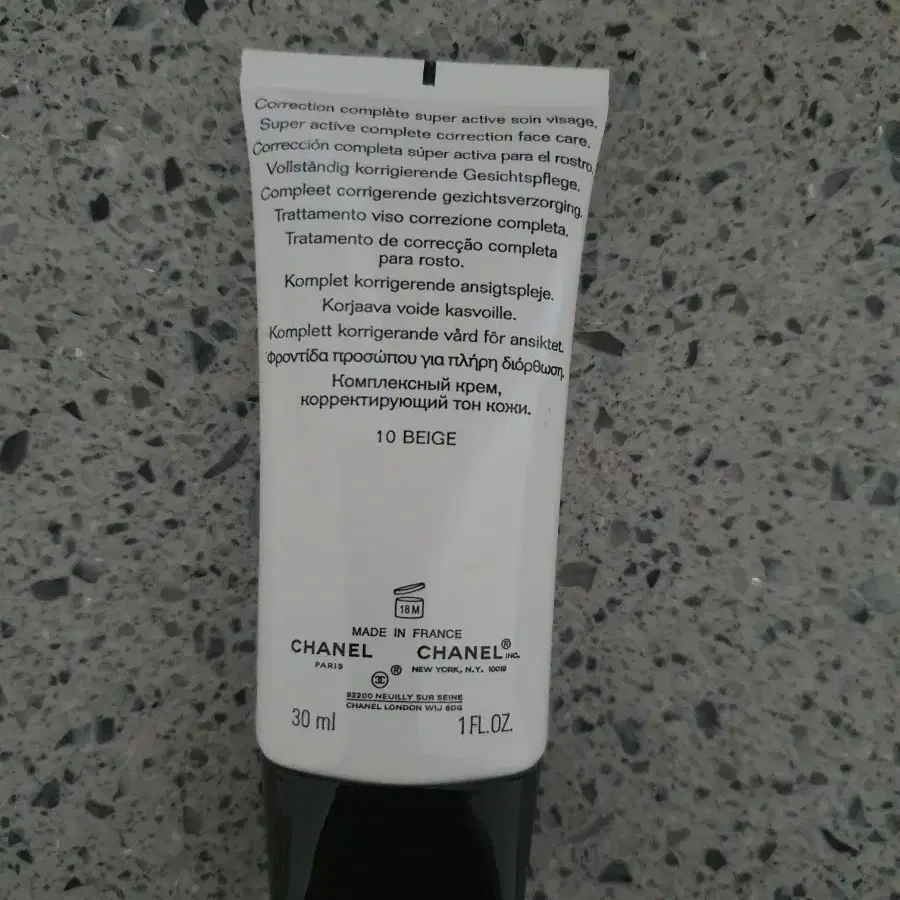 Correction complète super active soin visage.
Super active complete correction face care.
Corrección completa súper activa para el rostro.
Vollständig korrigierende Gesichtspflege.
Compleet corrigerende gezichtsverzorging.
Trattamento viso correzione completa.
Tratamento de correcção completa
para rosto.
Komplet korrigerende ansigtspleje.
Korjaava voide kasvoille.
Komplett korrigerande vård för ansiktet.
Φροντίδα προσώπου για πλήρη διόρθωση.
Комплексный крем,
корректирующий тон кожи.
10 BEIGE
18 M
MADE IN FRANCE
CHANEL CHANEL® INC.
PARIS NEW YORK, N.Y. 10019
®
92200 NEUILLY SUR SEINE
CHANEL LONDON W1J 6DG
30 ml 1 FL.OZ.